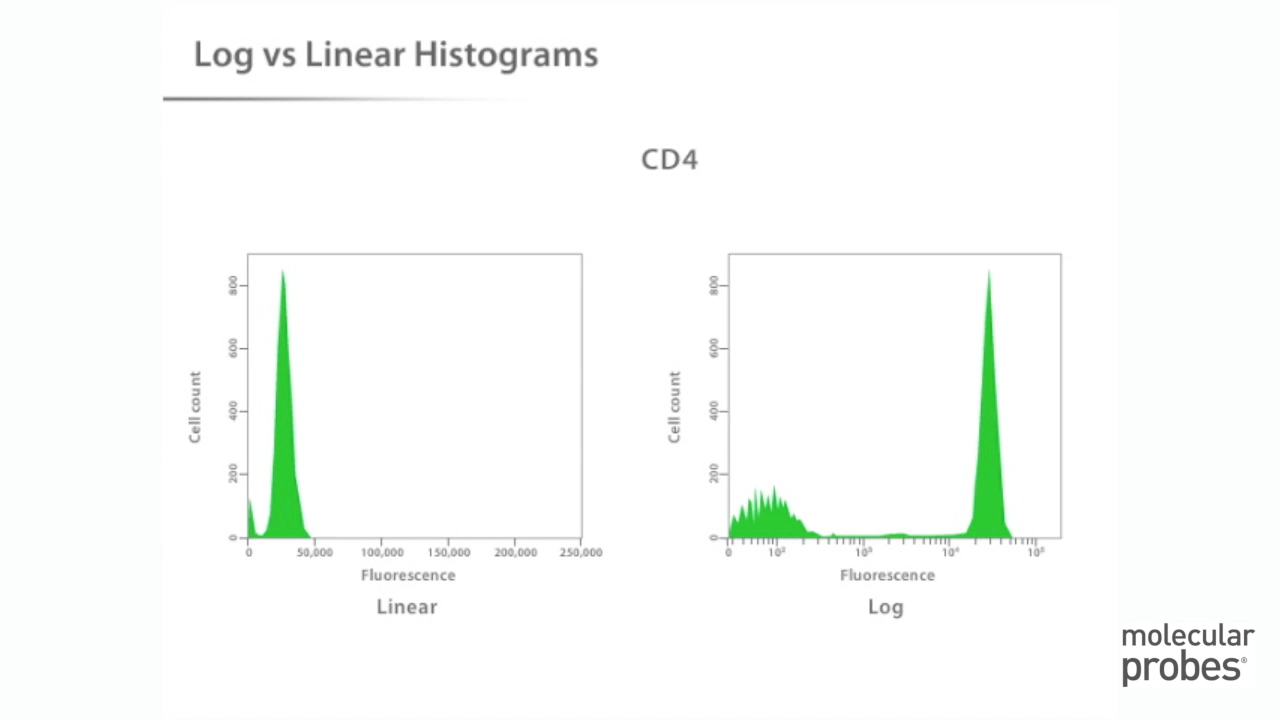 Log vs Linear Histograms
CD4
800
600
400
200
0
Cell count
0 50,000 100,000 150,000 200,000 250,000
Fluorescence
Linear
800
600
400
200
0
Cell count
0 10² 10³ 10⁴ 10⁵
Fluorescence
Log
molecular
probes®